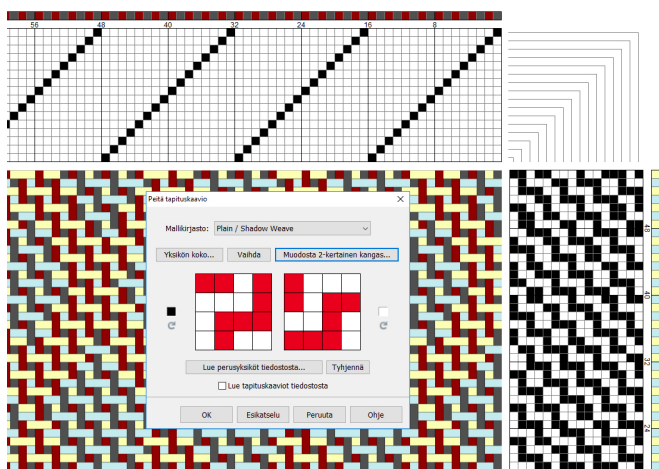 56 48 40 32 24 16 8
Peitä tapituskaavio
Mallikirjasto: Plain / Shadow Weave
Yksikön koko... Vaihda Muodosta 2-kertainen kangas...
Lue perusyksiköt tiedostosta... Tyhjennä
Lue tapituskaaviot tiedostosta
OK Esikatselu Peruuta Ohje
48
40
32
24